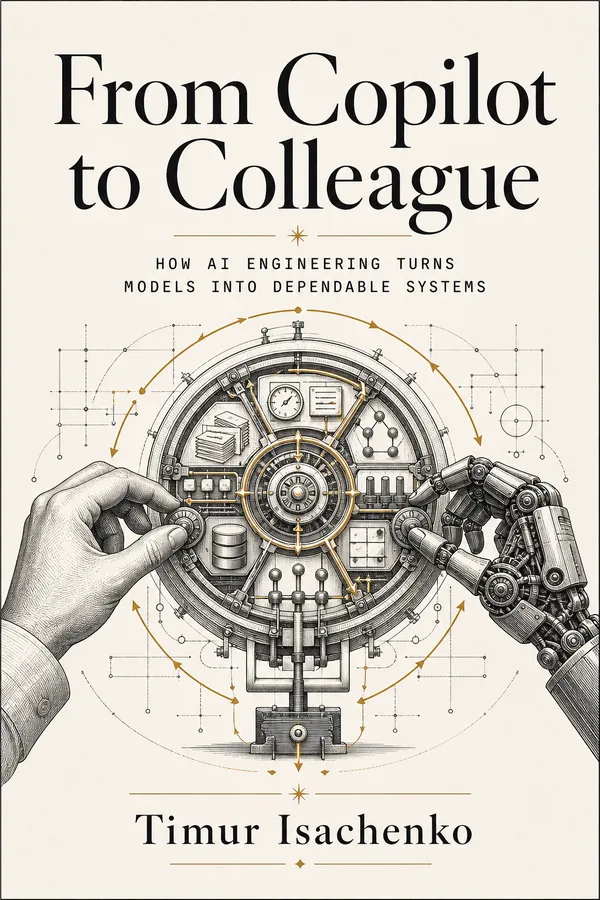 From Copilot
to Colleague
HOW AI ENGINEERING TURNS
MODELS INTO DEPENDABLE SYSTEMS
Timur Isachenko